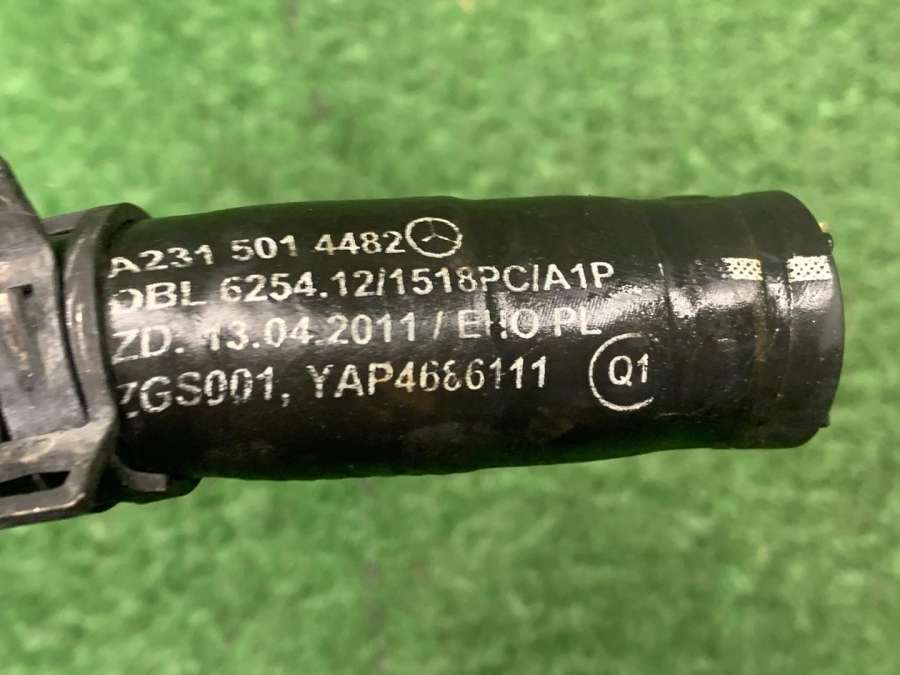 A231 501 4482
DBL 6254.12/1518PC/A1P
ZD. 13.04.2011 / EHO PL
ZGS001, YAP4686111
Q1